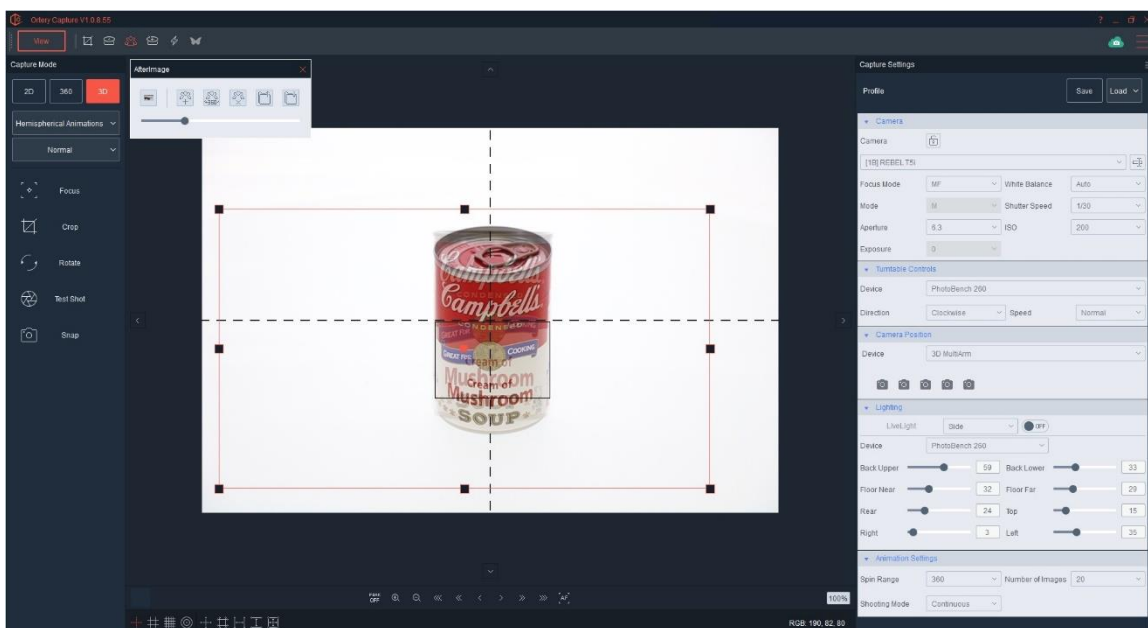 Ortery Capture V1.0.8.55
?
View
Capture Mode
2D 360 3D
Hemispherical Animations
Normal
Focus
Crop
Rotate
Test Shot
Snap
AfterImage
Campbell's
Campbell's
CONDENSED
CONDENSED
GREAT FOR COOKING
Cream of
Mushroom
Cream of
Mushroom
SOUP
OFF
AF
100%
RGB: 190, 82, 80
Capture Settings
Profile Save Load
Camera
Camera
[1B] REBEL T5i
Focus Mode MF White Balance Auto
Mode M Shutter Speed 1/30
Aperture 6.3 ISO 200
Exposure 0
Turntable Controls
Device PhotoBench 260
Direction Clockwise Speed Normal
Camera Position
Device 3D MultiArm
Lighting
LiveLight Side OFF
Device PhotoBench 260
Back Upper 59 Back Lower 33
Floor Near 32 Floor Far 29
Rear 24 Top 15
Right 3 Left 35
Animation Settings
Spin Range 360 Number of Images 20
Shooting Mode Continuous